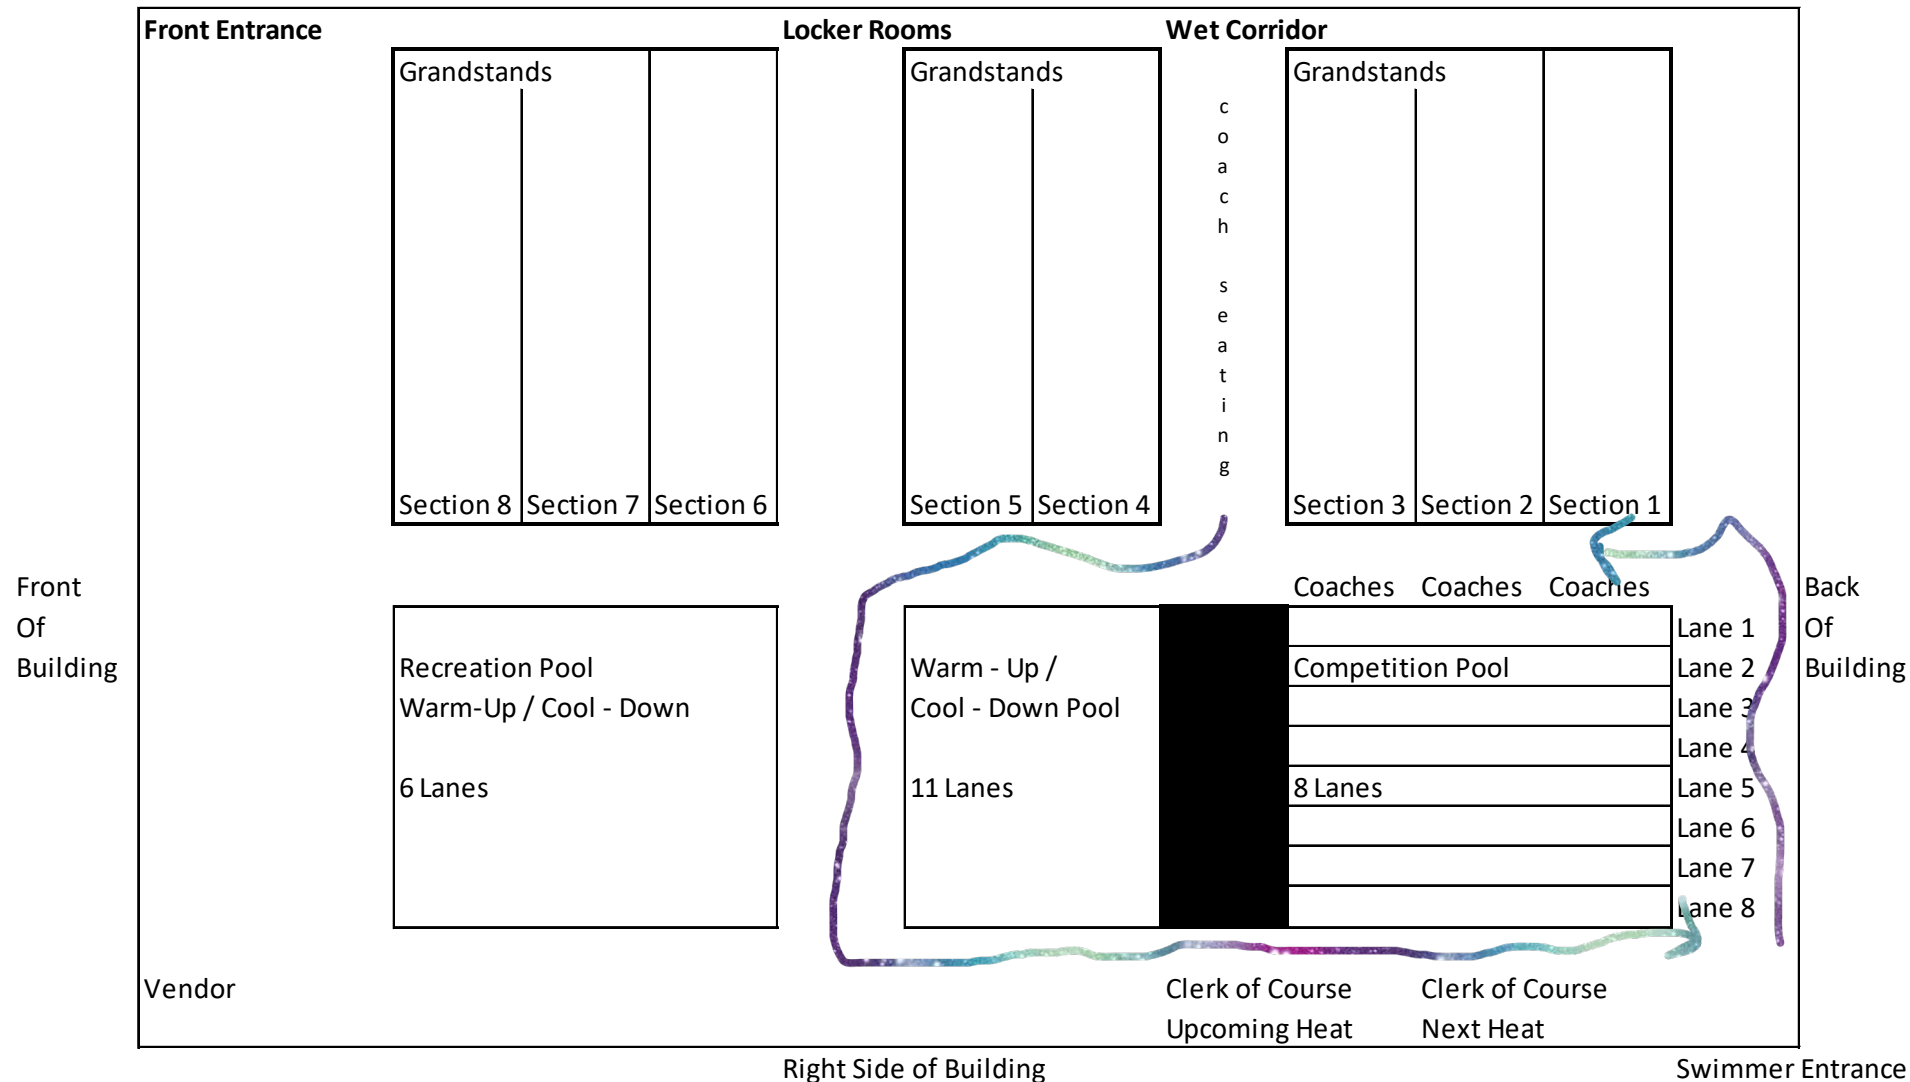 Front Entrance Locker Rooms Wet Corridor
Grandstands Grandstands Grandstands
coach seating
Section 8 Section 7 Section 6 Section 5 Section 4 Section 3 Section 2 Section 1
Front Coaches Coaches Coaches Back
Of Lane 1 Of
Building Recreation Pool Warm - Up / Competition Pool Lane 2 Building
Warm-Up / Cool - Down Cool - Down Pool Lane 3
Lane 4
6 Lanes 11 Lanes 8 Lanes Lane 5
Lane 6
Lane 7
Lane 8
Vendor Clerk of Course Clerk of Course
Upcoming Heat Next Heat
Right Side of Building Swimmer Entrance